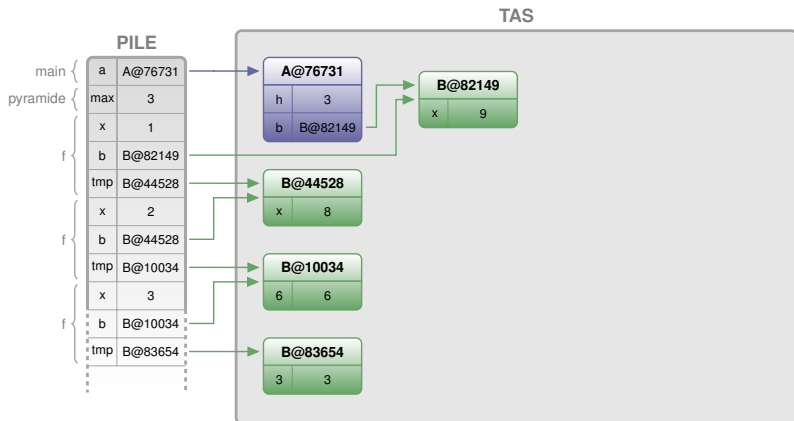 TAS
PILE
main { a A@76731
pyramide { max 3
f { x 1
b B@82149
tmp B@44528
f { x 2
b B@44528
tmp B@10034
f { x 3
b B@10034
tmp B@83654
A@76731
h 3
b B@82149
B@82149
x 9
B@44528
x 8
B@10034
6 6
B@83654
3 3